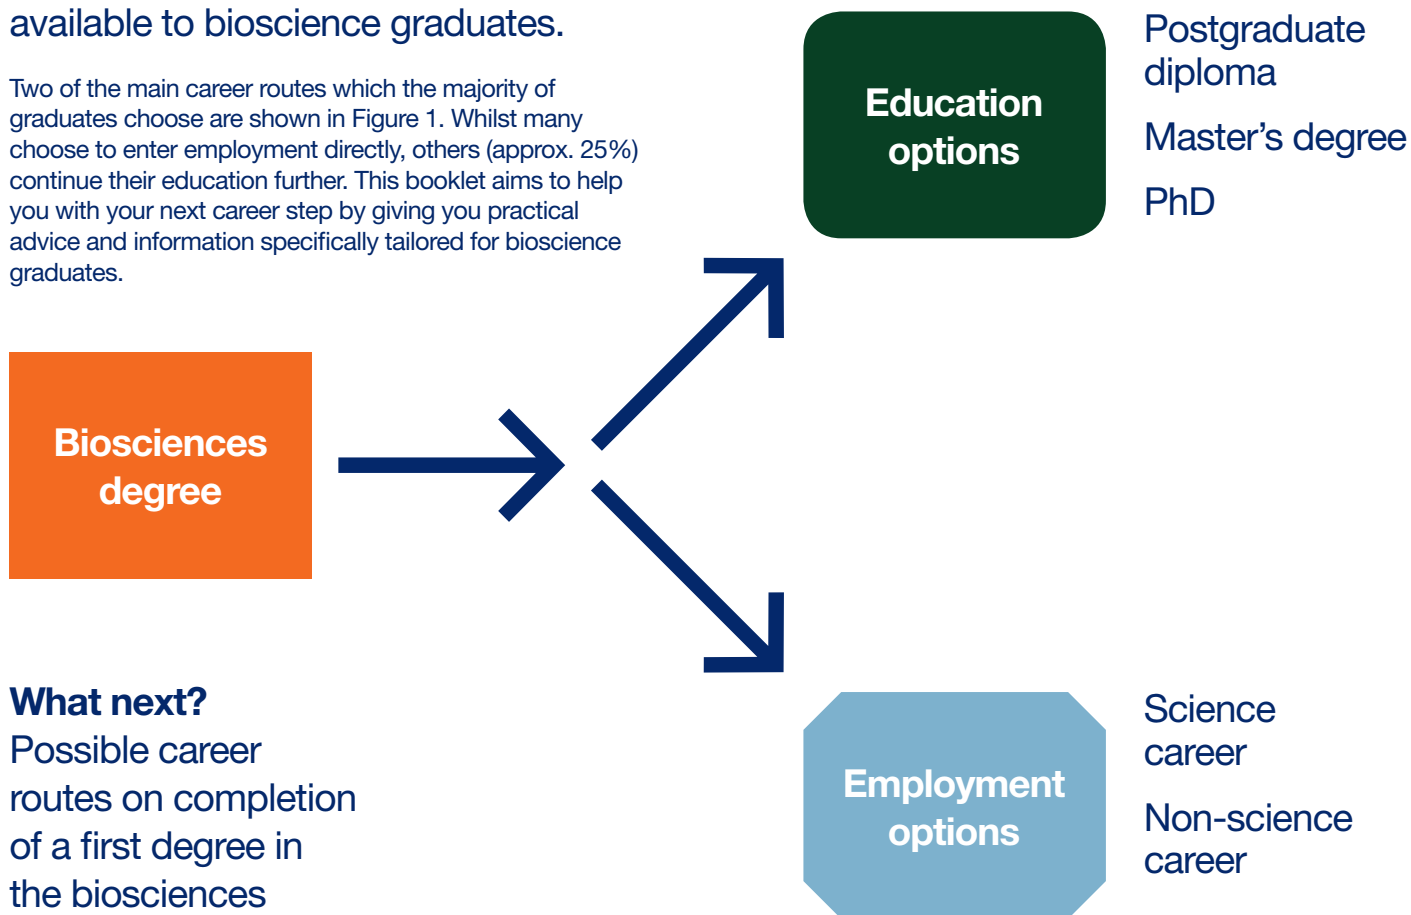 available to bioscience graduates.
Two of the main career routes which the majority of
graduates choose are shown in Figure 1. Whilst many
choose to enter employment directly, others (approx. 25%)
continue their education further. This booklet aims to help
you with your next career step by giving you practical
advice and information specifically tailored for bioscience
graduates.
Biosciences
degree
Education
options
Postgraduate
diploma
Master’s degree
PhD
What next?
Possible career
routes on completion
of a first degree in
the biosciences
Employment
options
Science
career
Non-science
career